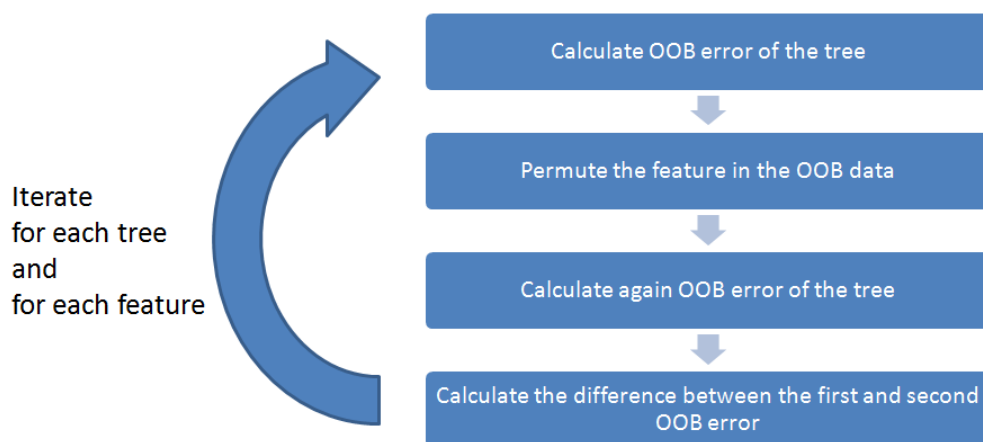 Calculate OOB error of the tree
Permute the feature in the OOB data
Calculate again OOB error of the tree
Calculate the difference between the first and second
OOB error
Iterate
for each tree
and
for each feature